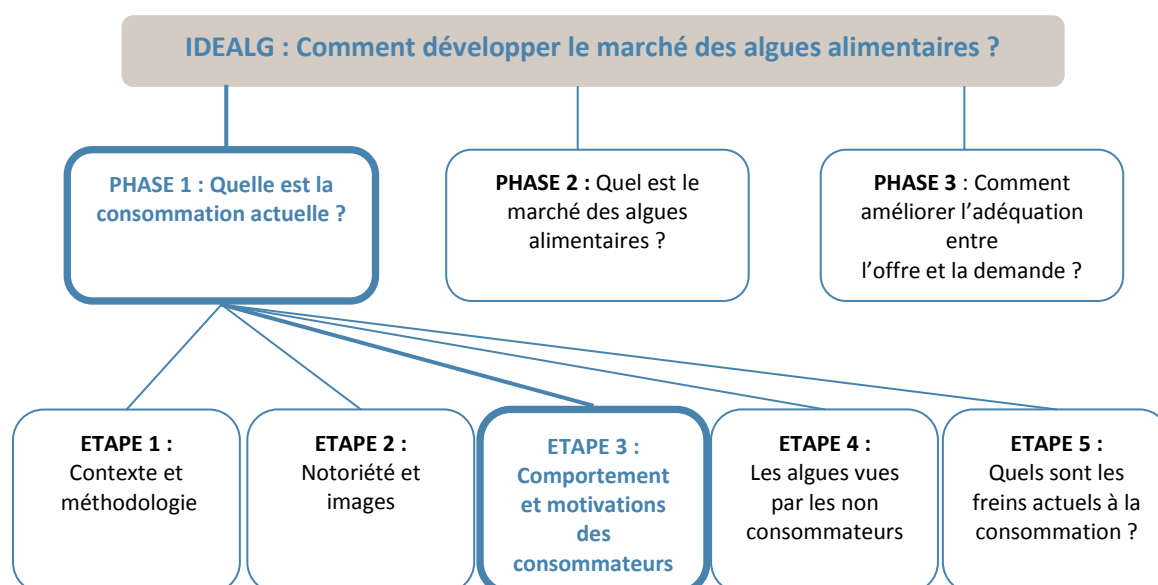 IDEALG : Comment développer le marché des algues alimentaires ?
PHASE 1 : Quelle est la
consommation actuelle ?
PHASE 2 : Quel est le
marché des algues
alimentaires ?
PHASE 3 : Comment
améliorer l’adéquation
entre
l’offre et la demande ?
ETAPE 1 :
Contexte et
méthodologie
ETAPE 2 :
Notoriété et
images
ETAPE 3 :
Comportement
et motivations
des
consommateurs
ETAPE 4 :
Les algues vues
par les non
consommateurs
ETAPE 5 :
Quels sont les
freins actuels à la
consommation ?